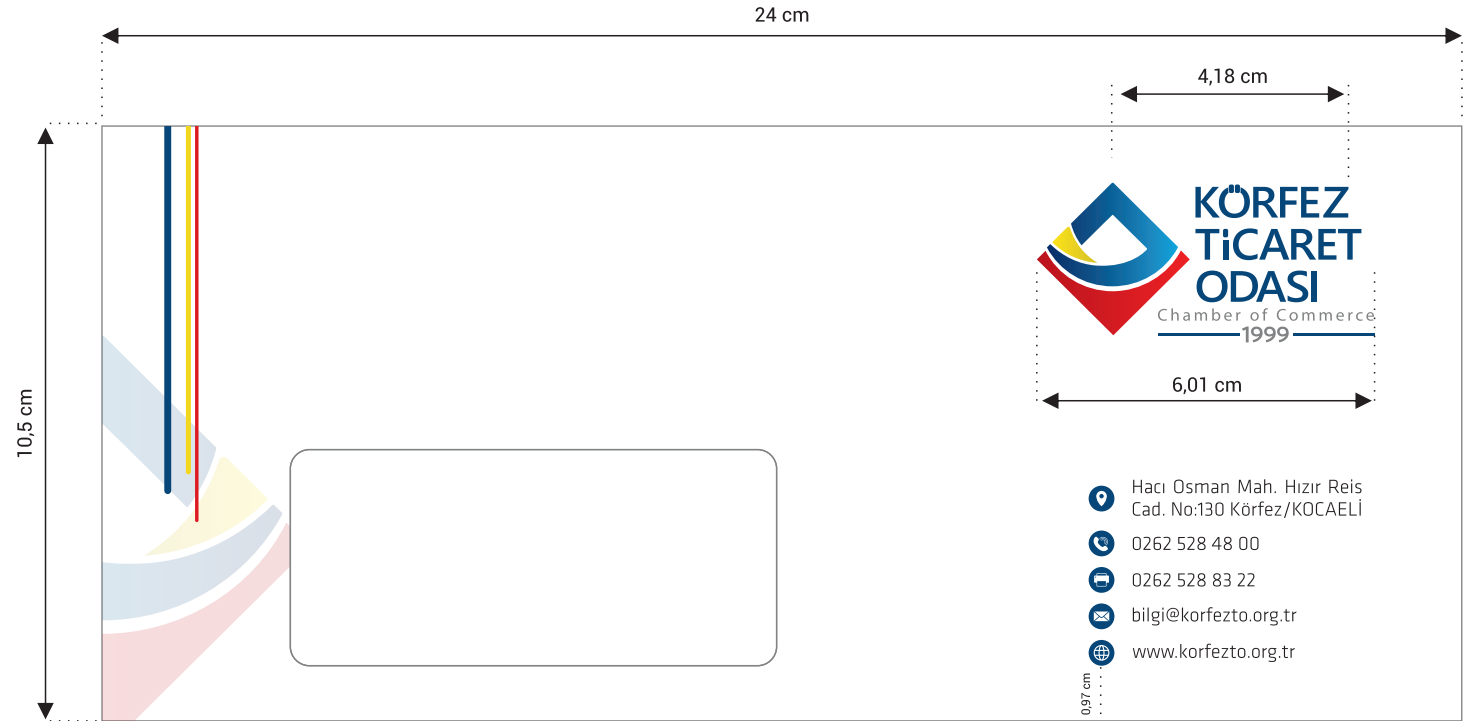 24 cm
4,18 cm
10,5 cm
KÖRFEZ
TiCARET
ODASI
Chamber of Commerce
1999
6,01 cm
Hacı Osman Mah. Hızır Reis
Cad. No:130 Körfez/KOCAELİ
0262 528 48 00
0262 528 83 22
bilgi@korfezto.org.tr
www.korfezto.org.tr
0,97 cm